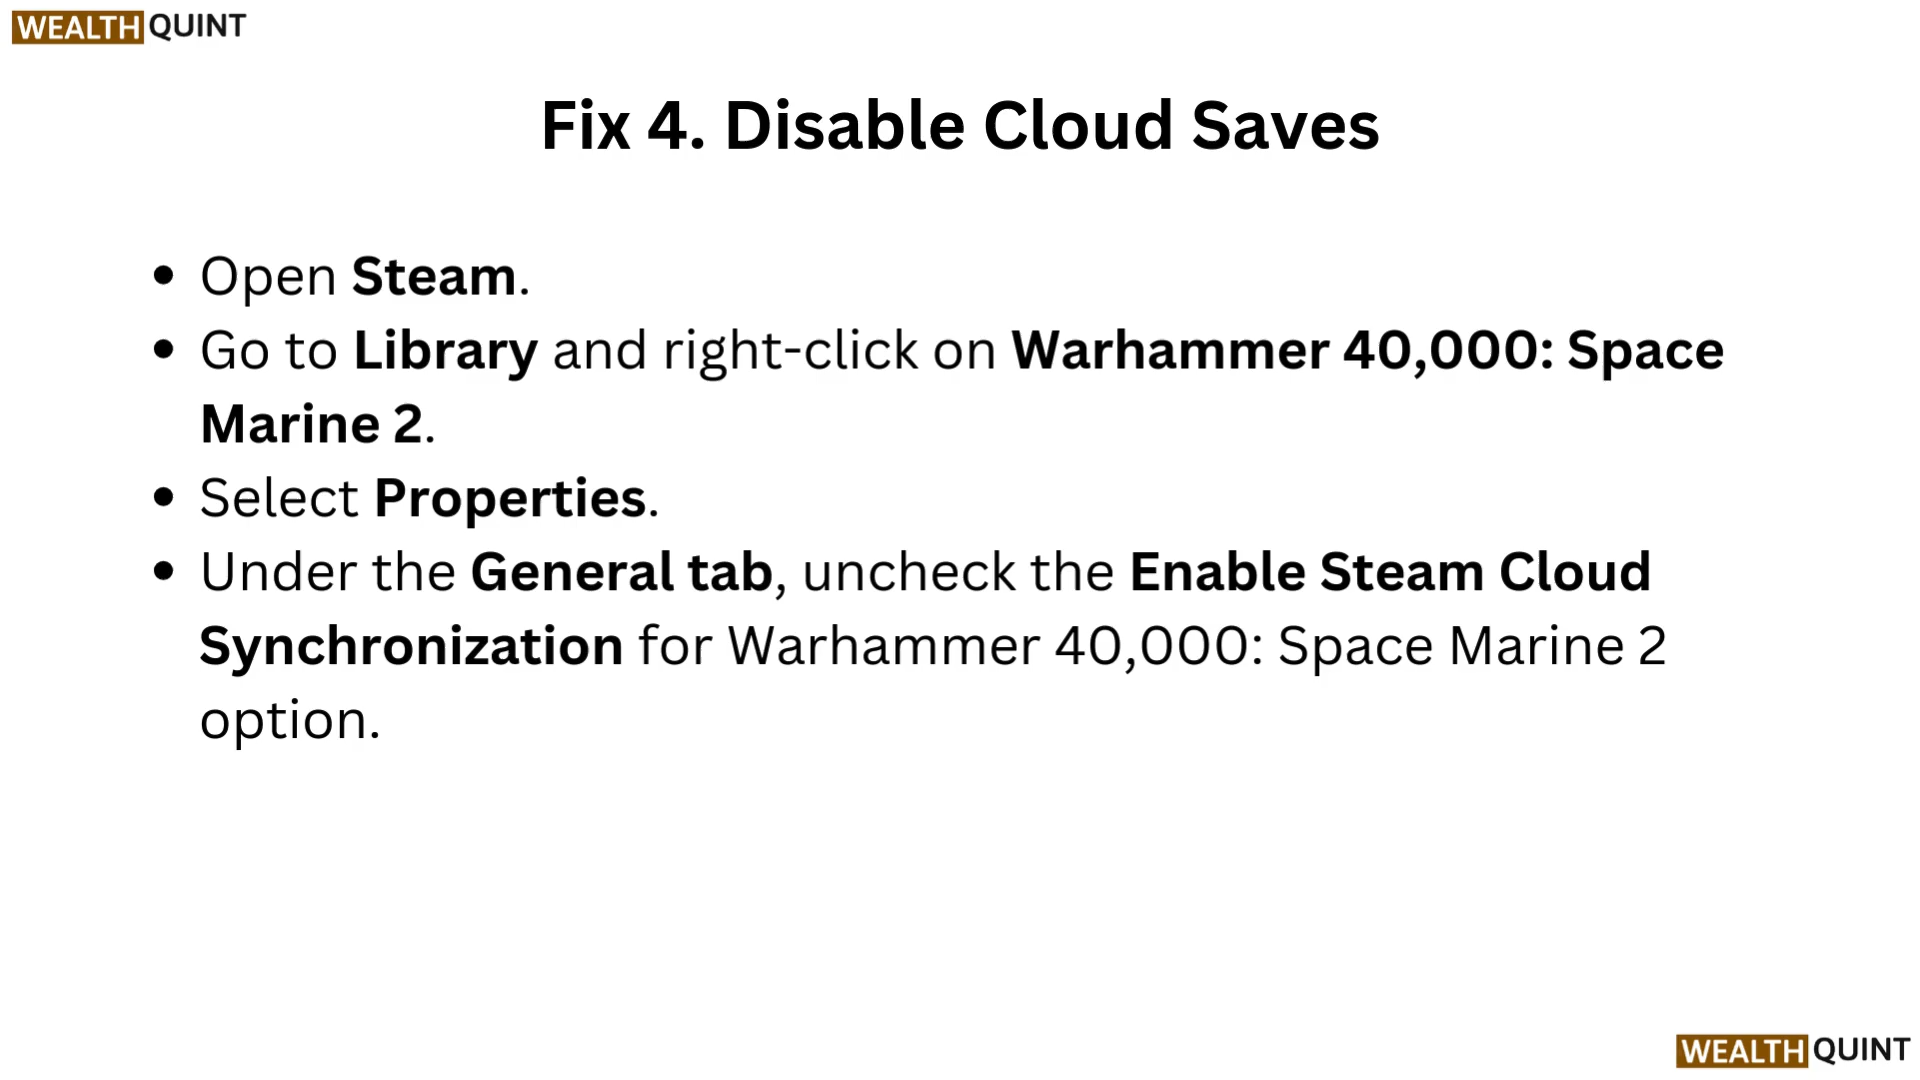 WEALTH QUINT
Fix 4. Disable Cloud Saves
• Open Steam.
• Go to Library and right-click on Warhammer 40,000: Space
Marine 2.
• Select Properties.
• Under the General tab, uncheck the Enable Steam Cloud
Synchronization for Warhammer 40,000: Space Marine 2
option.
WEALTH QUINT